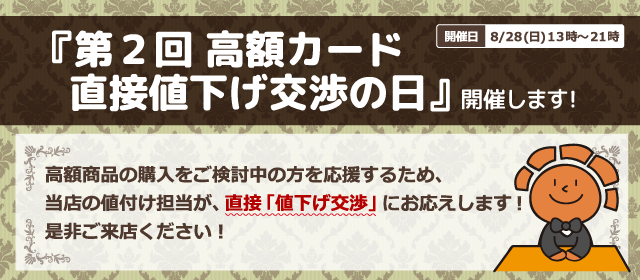 『第２回 高額カード
開催日 8/28(日)13時～21時
直接値下げ交渉の日』開催します!
高額商品の購入をご検討中の方を応援するため、
当店の値付け担当が、直接「値下げ交渉」にお応えします！
是非ご来店ください！